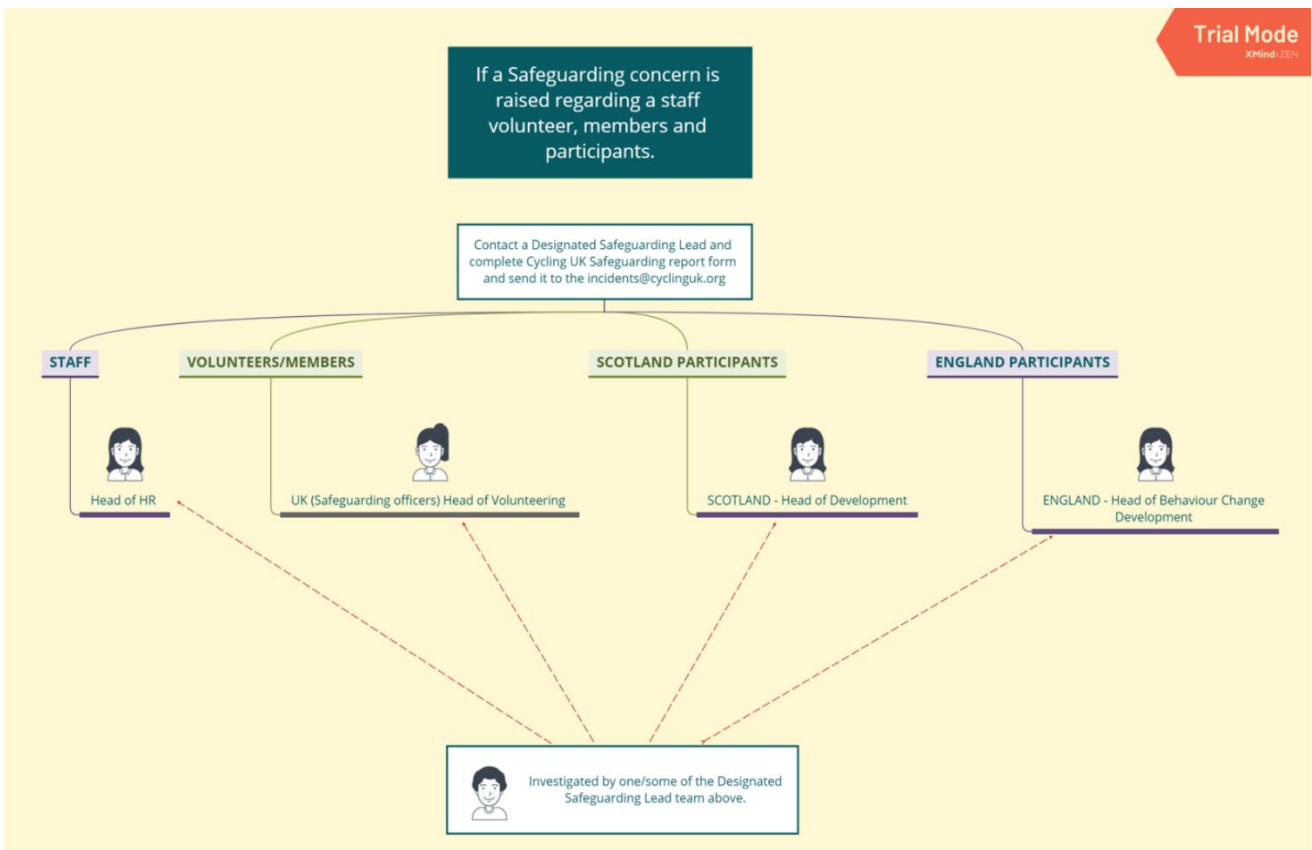 Trial Mode
XMind:ZEN
If a Safeguarding concern is
raised regarding a staff
volunteer, members and
participants.
Contact a Designated Safeguarding Lead and
complete Cycling UK Safeguarding report form
and send it to the incidents@cyclinguk.org
STAFF
VOLUNTEERS/MEMBERS
SCOTLAND PARTICIPANTS
ENGLAND PARTICIPANTS
Head of HR
UK (Safeguarding officers) Head of Volunteering
SCOTLAND - Head of Development
ENGLAND - Head of Behaviour Change
Development
Investigated by one/some of the Designated
Safeguarding Lead team above.